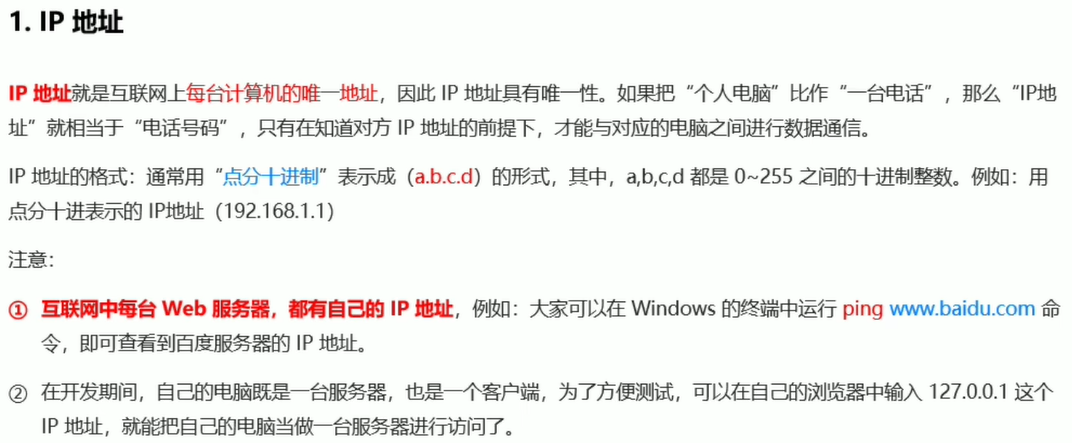 1. IP 地址
IP 地址就是互联网上每台计算机的唯一地址，因此 IP 地址具有唯一性。如果把“个人电脑”比作“一台电话”，那么“IP地
址”就相当于“电话号码”，只有在知道对方 IP 地址的前提下，才能与对应的电脑之间进行数据通信。
IP 地址的格式：通常用“点分十进制”表示成（a.b.c.d）的形式，其中，a,b,c,d 都是 0~255 之间的十进制整数。例如：用
点分十进表示的 IP地址（192.168.1.1）
注意：
① 互联网中每台 Web 服务器，都有自己的 IP 地址，例如：大家可以在 Windows 的终端中运行 ping www.baidu.com 命
令，即可查看到百度服务器的 IP 地址。
② 在开发期间，自己的电脑既是一台服务器，也是一个客户端，为了方便测试，可以在自己的浏览器中输入 127.0.0.1 这个
IP 地址，就能把自己的电脑当做一台服务器进行访问了。